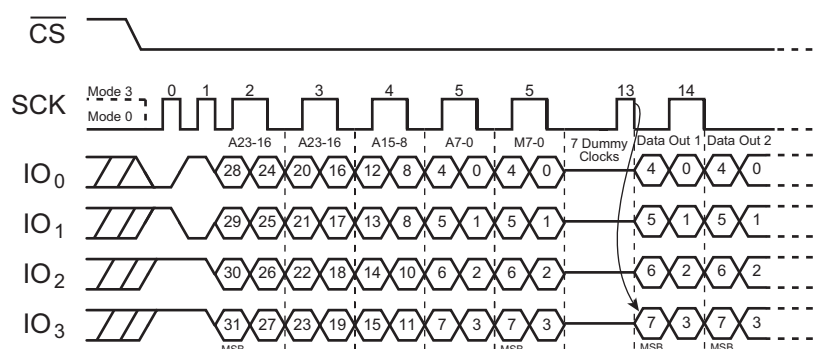 CS
SCK Mode 3 Mode 0 0 1 2 3 4 5 5 13 14
A23-16 A23-16 A15-8 A7-0 M7-0 7 Dummy Clocks Data Out 1 Data Out 2
IO0 28 24 20 16 12 8 4 0 4 0 4 0 4 0
IO1 29 25 21 17 13 8 5 1 5 1 5 1 5 1
IO2 30 26 22 18 14 10 6 2 6 2 6 2 6 2
IO3 31 27 23 19 15 11 7 3 7 3 7 3 7 3
MSB MSB MSB MSB